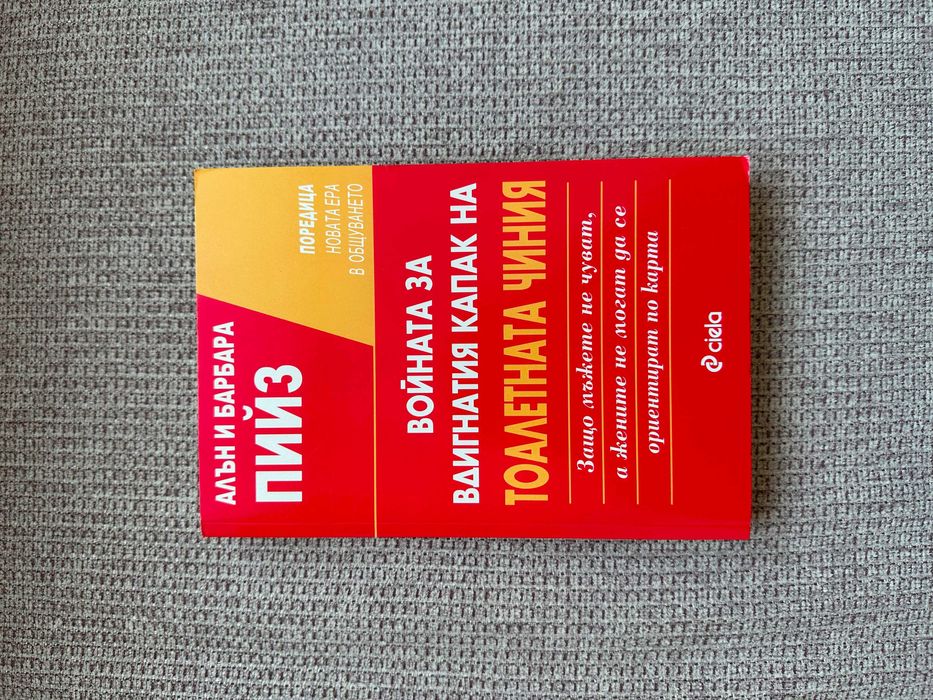 АЛЪН И БАРБАРА
ПИЙЗ
ПОРЕДИЦА
НОВАТА ЕРА
В ОБЩУВАНЕТО
ВОЙНАТА ЗА
ВДИГНАТИЯ КАПАК НА
ТОАЛЕТНАТА ЧИНИЯ
Защо мъжете не чуват,
а жените не могат да се
ориентират по карта
ciela